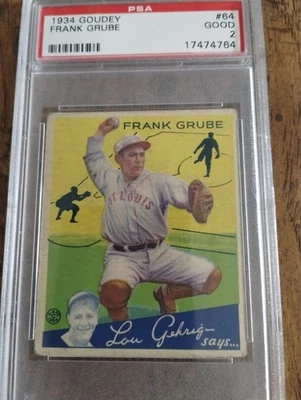 PSA
1934 GOUDEY #64
FRANK GRUBE GOOD
2
17474764
FRANK GRUBE
ST. LOUIS
Lou Gehrig
says...